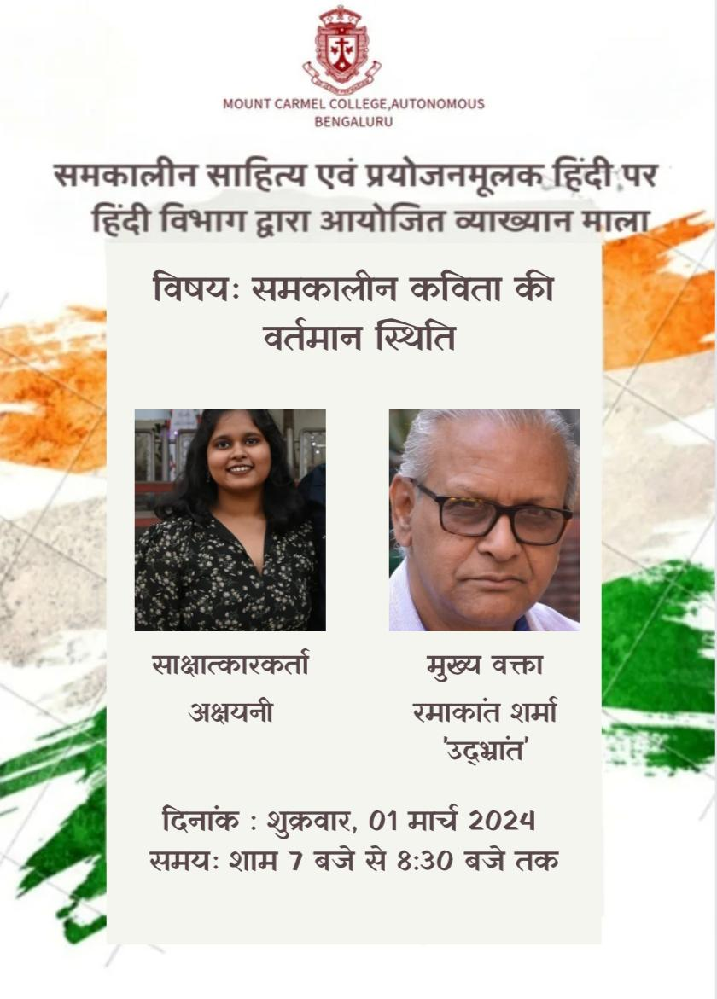 MOUNT CARMEL COLLEGE,AUTONOMOUS
BENGALURU
समकालीन साहित्य एवं प्रयोजनमूलक हिंदी पर
हिंदी विभाग द्वारा आयोजित व्याख्यान माला
विषय: समकालीन कविता की
वर्तमान स्थिति
साक्षात्कारकर्ता
अक्षयनी
मुख्य वक्ता
रमाकांत शर्मा
'उद्भ्रांत'
दिनांक : शुक्रवार, 01 मार्च 2024
समय: शाम 7 बजे से 8:30 बजे तक